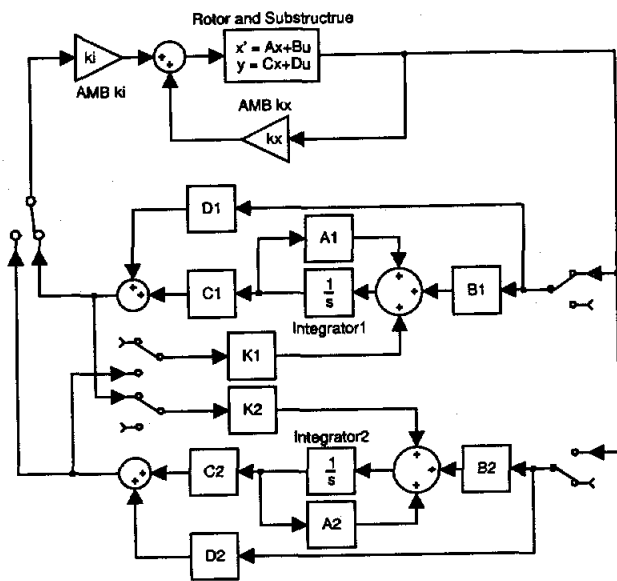 Rotor and Substructrue
ki
x' = Ax+Bu
y = Cx+Du
AMB ki
AMB kx
kx
D1
A1
C1
1
s
B1
Integrator1
K1
K2
Integrator2
C2
1
s
B2
A2
D2